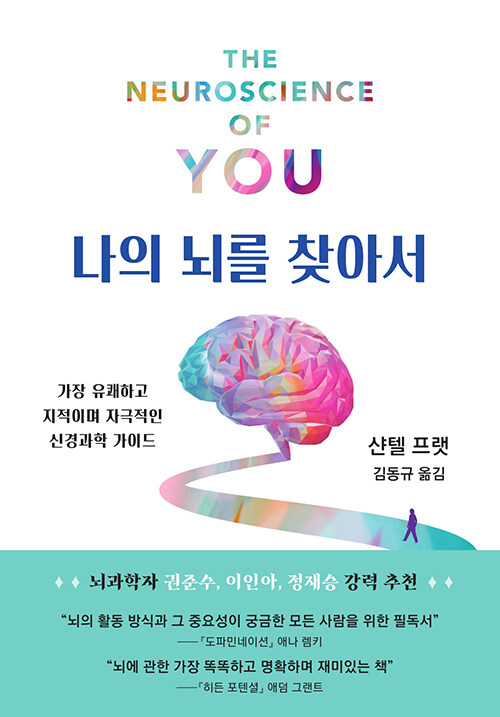 THE
NEUROSCIENCE
OF
YOU
나의 뇌를 찾아서
가장 유쾌하고
지적이며 자극적인
신경과학 가이드
샨텔 프랫
김동규 옮김
뇌과학자 권준수, 이인아, 정재승 강력 추천
“뇌의 활동 방식과 그 중요성이 궁금한 모든 사람을 위한 필독서”
──『도파민네이션』 애나 렘키
“뇌에 관한 가장 똑똑하고 명확하며 재미있는 책”
──『히든 포텐셜』 애덤 그랜트